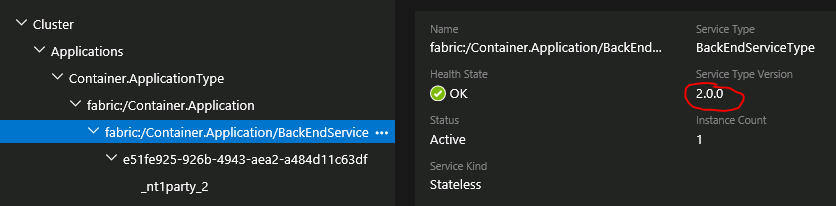 Cluster
Applications
Container.ApplicationType
fabric:/Container.Application
fabric:/Container.Application/BackEndService •••
e51fe925-926b-4943-aea2-a484d11c63df
_nt1party_2
Name
fabric:/Container.Application/BackEnd...
Service Type
BackEndServiceType
Health State
OK
Service Type Version
2.0.0
Status
Active
Instance Count
1
Service Kind
Stateless